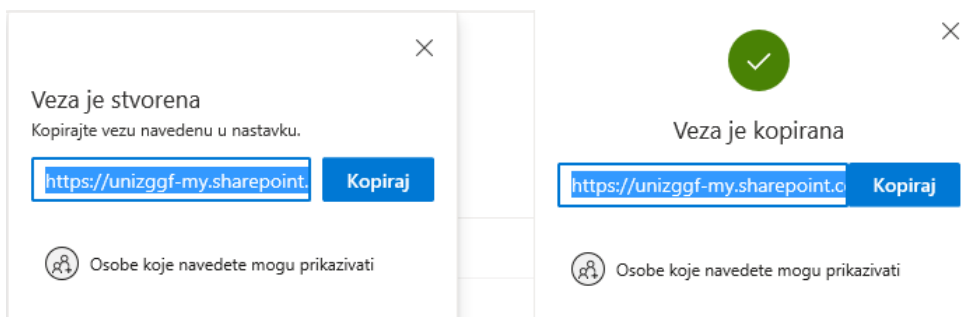 Veza je stvorena
Kopirajte vezu navedenu u nastavku.
https://unizggf-my.sharepoint.
Kopiraj
Osobe koje navedete mogu prikazivati
Veza je kopirana
https://unizggf-my.sharepoint.co
Kopiraj
Osobe koje navedete mogu prikazivati